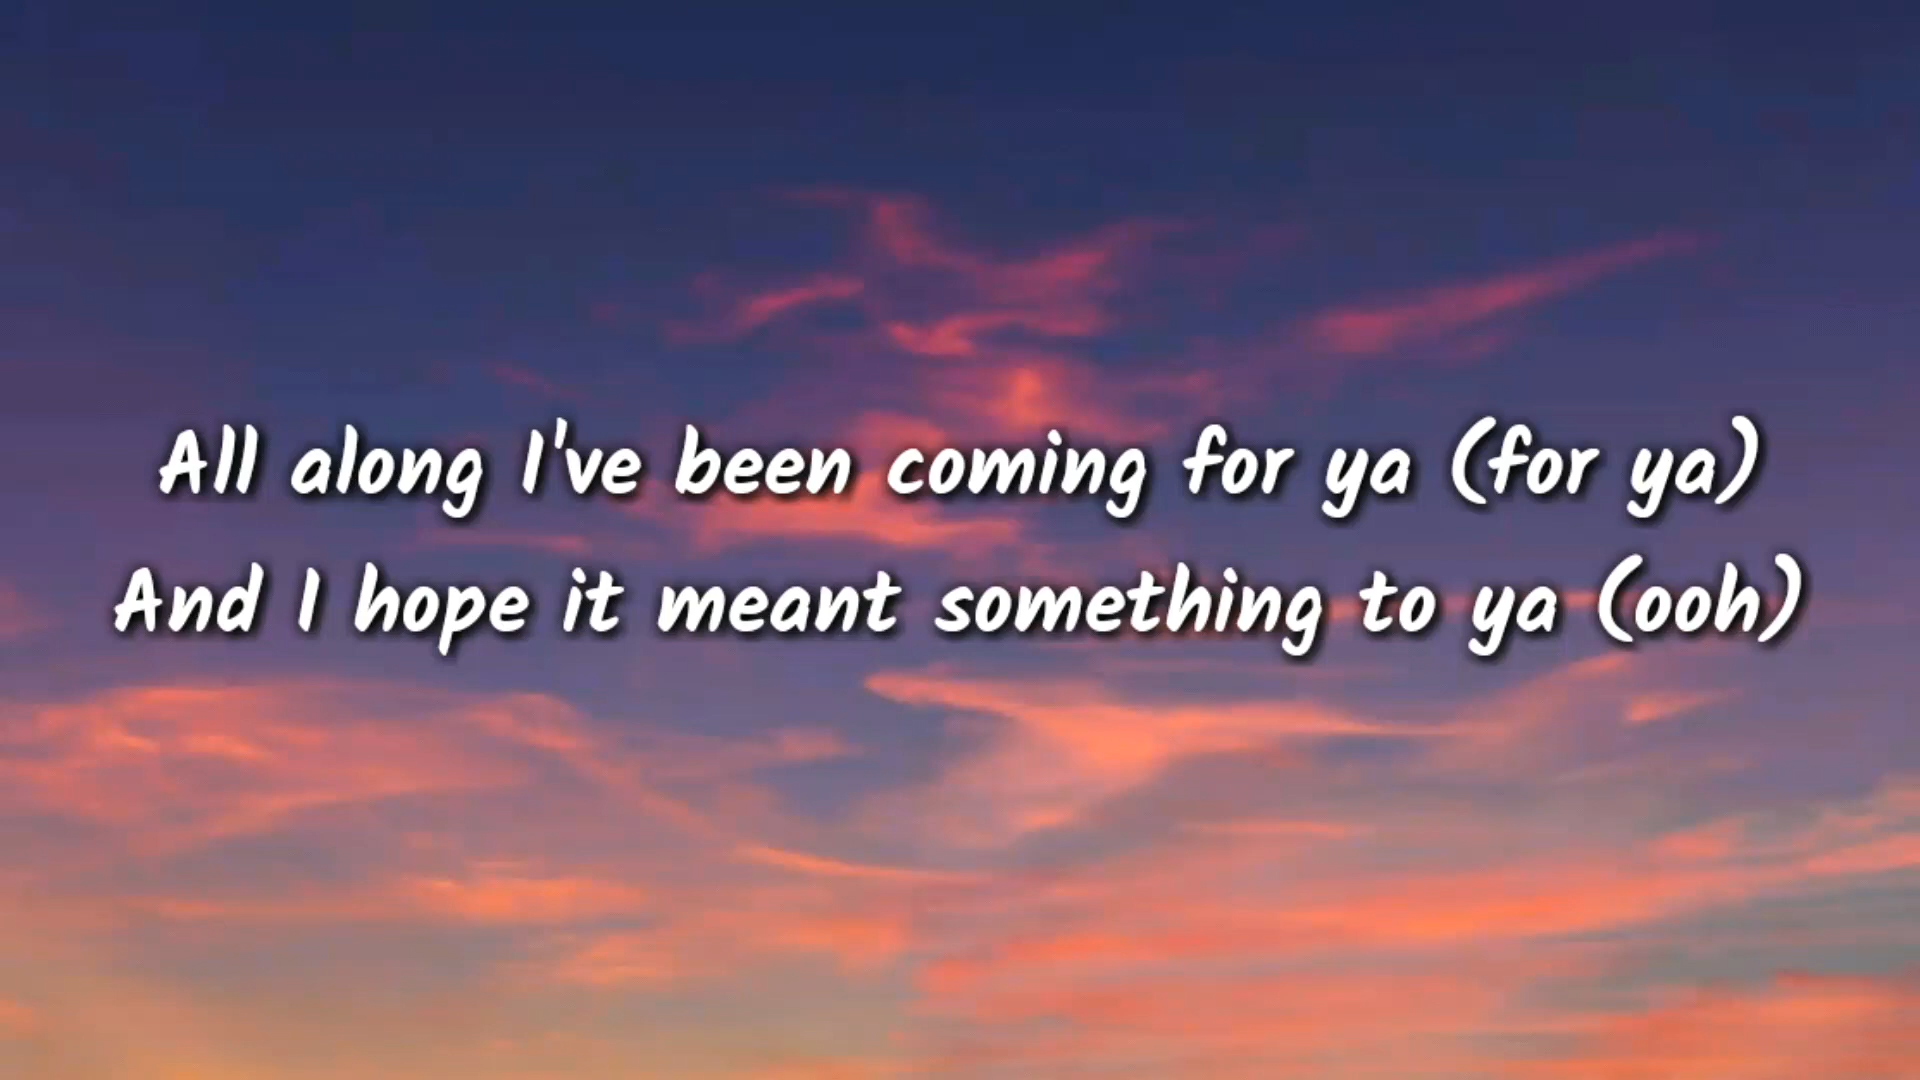 All along I've been coming for ya (for ya)
And I hope it meant something to ya (ooh)